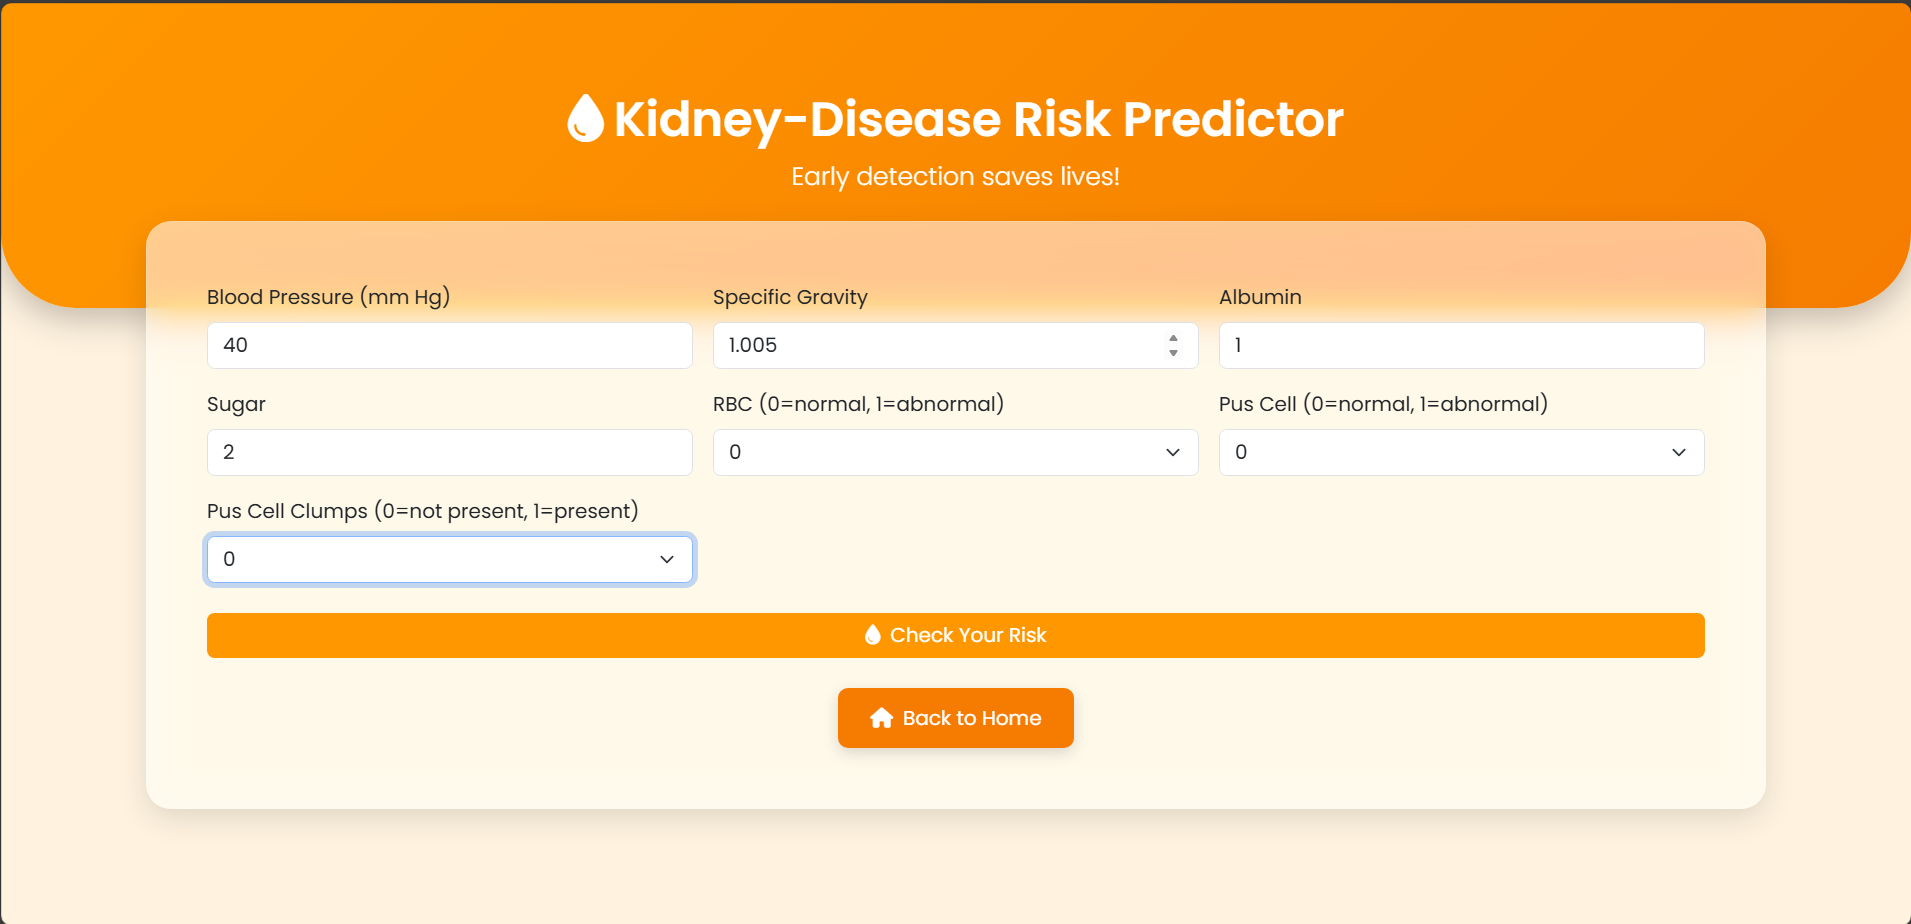 Kidney-Disease Risk Predictor
Early detection saves lives!
Blood Pressure (mm Hg)
Specific Gravity
Albumin
40
1.005
1
Sugar
RBC (0=normal, 1=abnormal)
Pus Cell (0=normal, 1=abnormal)
2
0
0
Pus Cell Clumps (0=not present, 1=present)
0
Check Your Risk
Back to Home